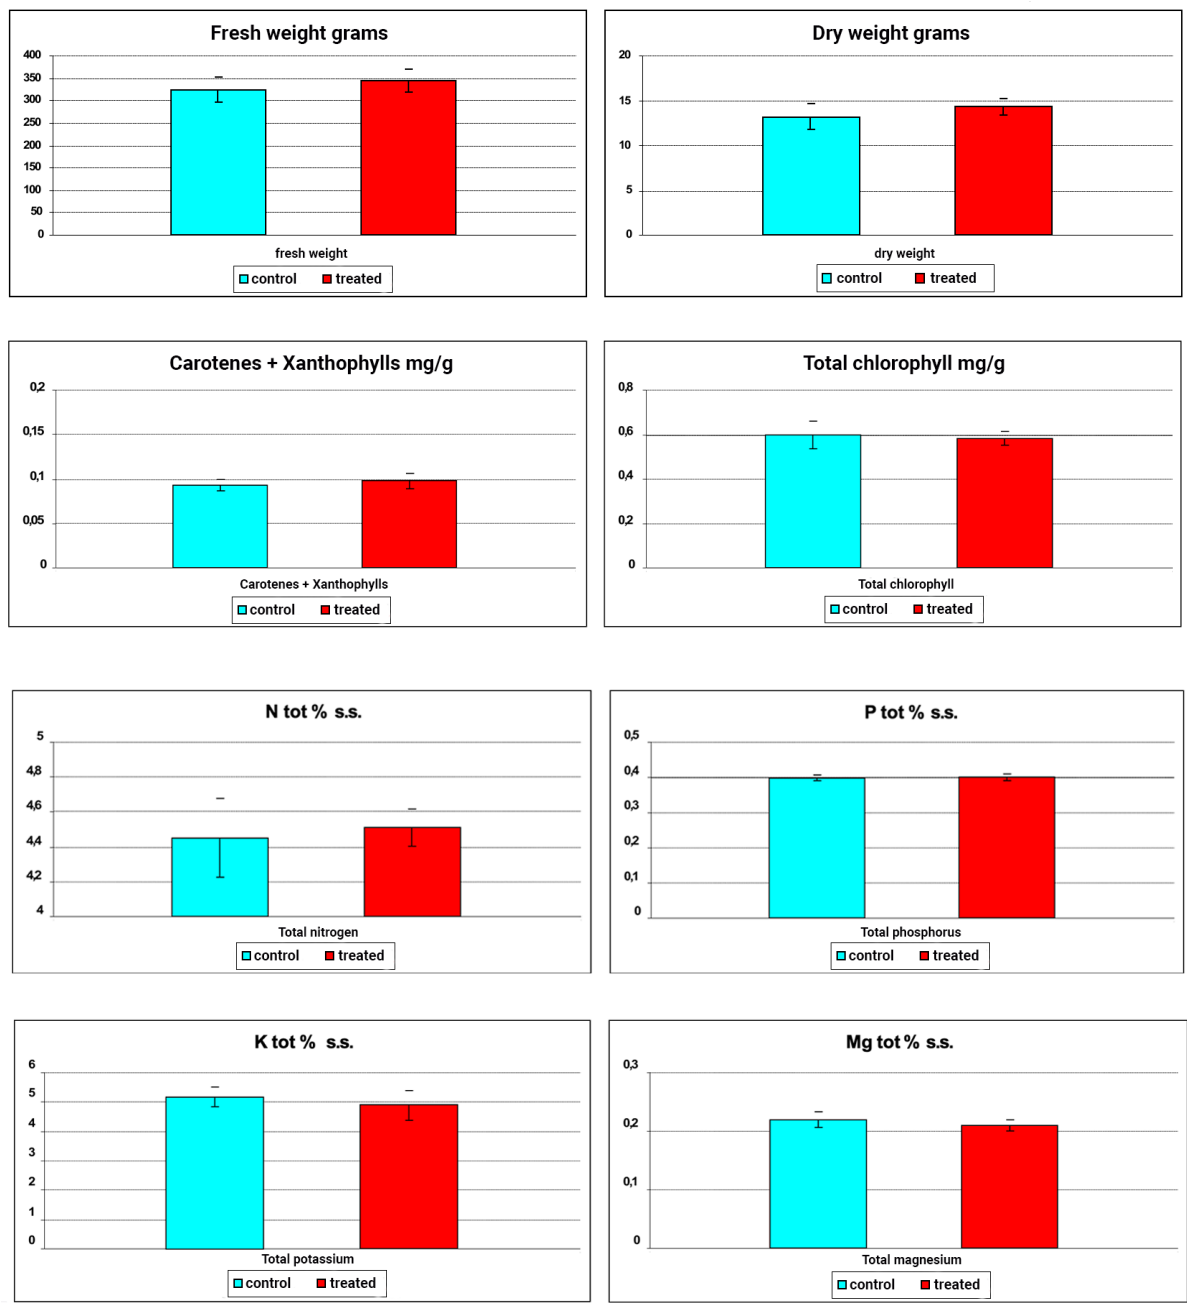 Fresh weight grams
400
350
300
250
200
150
100
50
0
fresh weight
control treated
Dry weight grams
20
15
10
5
0
dry weight
control treated
Carotenes + Xanthophylls mg/g
0,2
0,15
0,1
0,05
0
Carotenes + Xanthophylls
control treated
Total chlorophyll mg/g
0,8
0,6
0,4
0,2
0
Total chlorophyll
control treated
N tot % s.s.
5
4,8
4,6
4,4
4,2
4
Total nitrogen
control treated
P tot % s.s.
0,5
0,4
0,3
0,2
0,1
0
Total phosphorus
control treated
K tot % s.s.
6
5
4
3
2
1
0
Total potassium
control treated
Mg tot % s.s.
0,3
0,2
0,1
0
Total magnesium
control treated